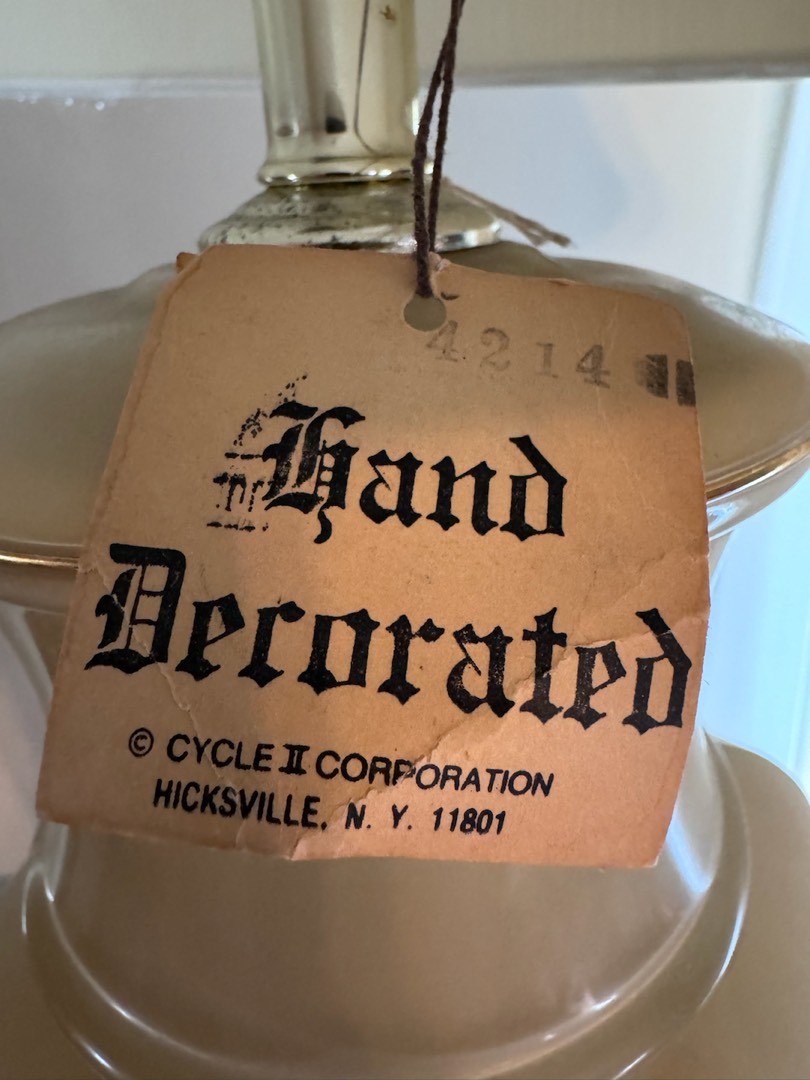 4214
Hand
Decorated
© CYCLE II CORPORATION
HICKSVILLE, N. Y. 11801